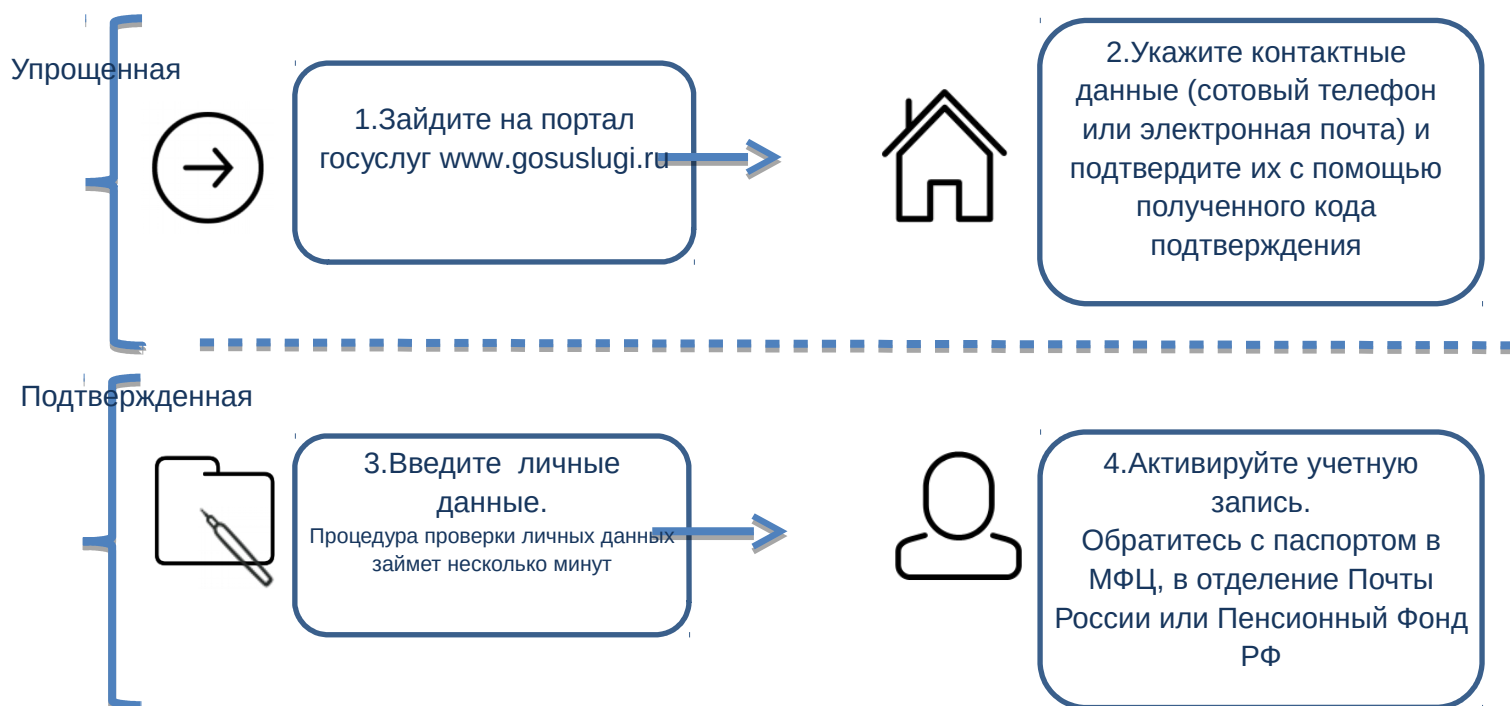 Упрощенная
1.Зайдите на портал
госуслуг www.gosuslugi.ru
2.Укажите контактные
данные (сотовый телефон
или электронная почта) и
подтвердите их с помощью
полученного кода
подтверждения
Подтвержденная
3.Введите  личные
данные.
Процедура проверки личных данных
займет несколько минут
4.Активируйте учетную
запись.
Обратитесь с паспортом в
МФЦ, в отделение Почты
России или Пенсионный Фонд
РФ